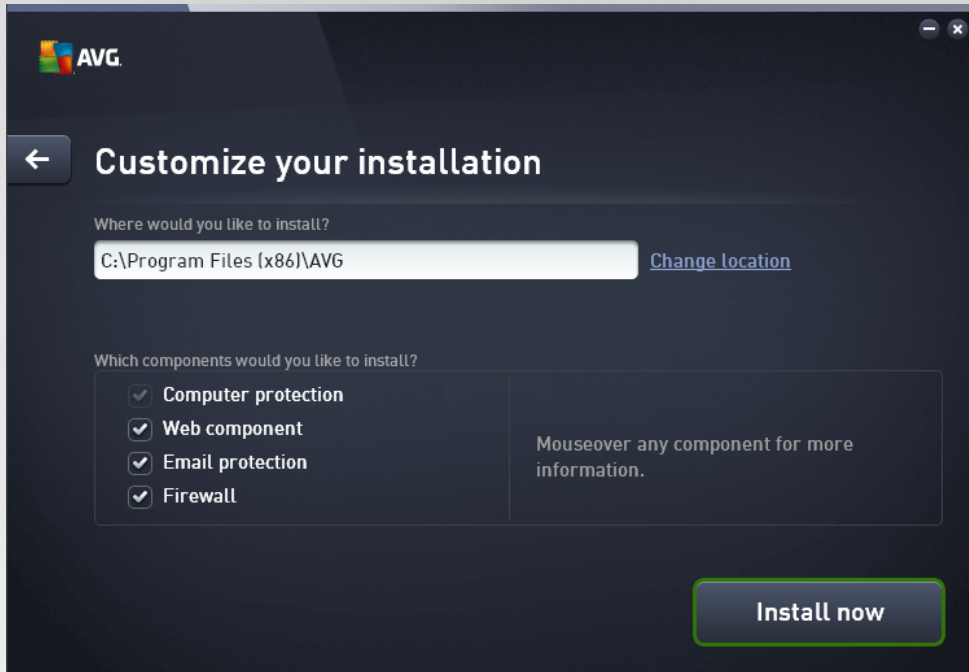 AVG.
Customize your installation
Where would you like to install?
C:\Program Files (x86)\AVG
Change location
Which components would you like to install?
Computer protection
Web component
Email protection
Firewall
Mouseover any component for more
information.
Install now